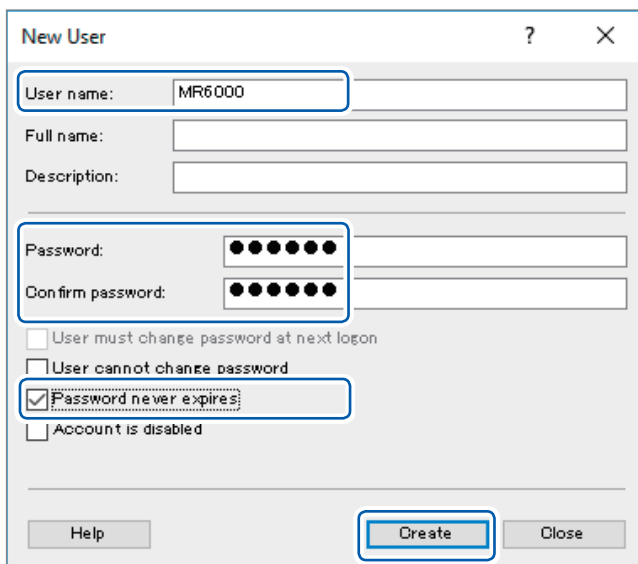 New User ? ×
User name: MR6000
Full name:
Description:
Password: ●●●●●●
Confirm password: ●●●●●●
User must change password at next logon
User cannot change password
Password never expires
Account is disabled
Help Create Close